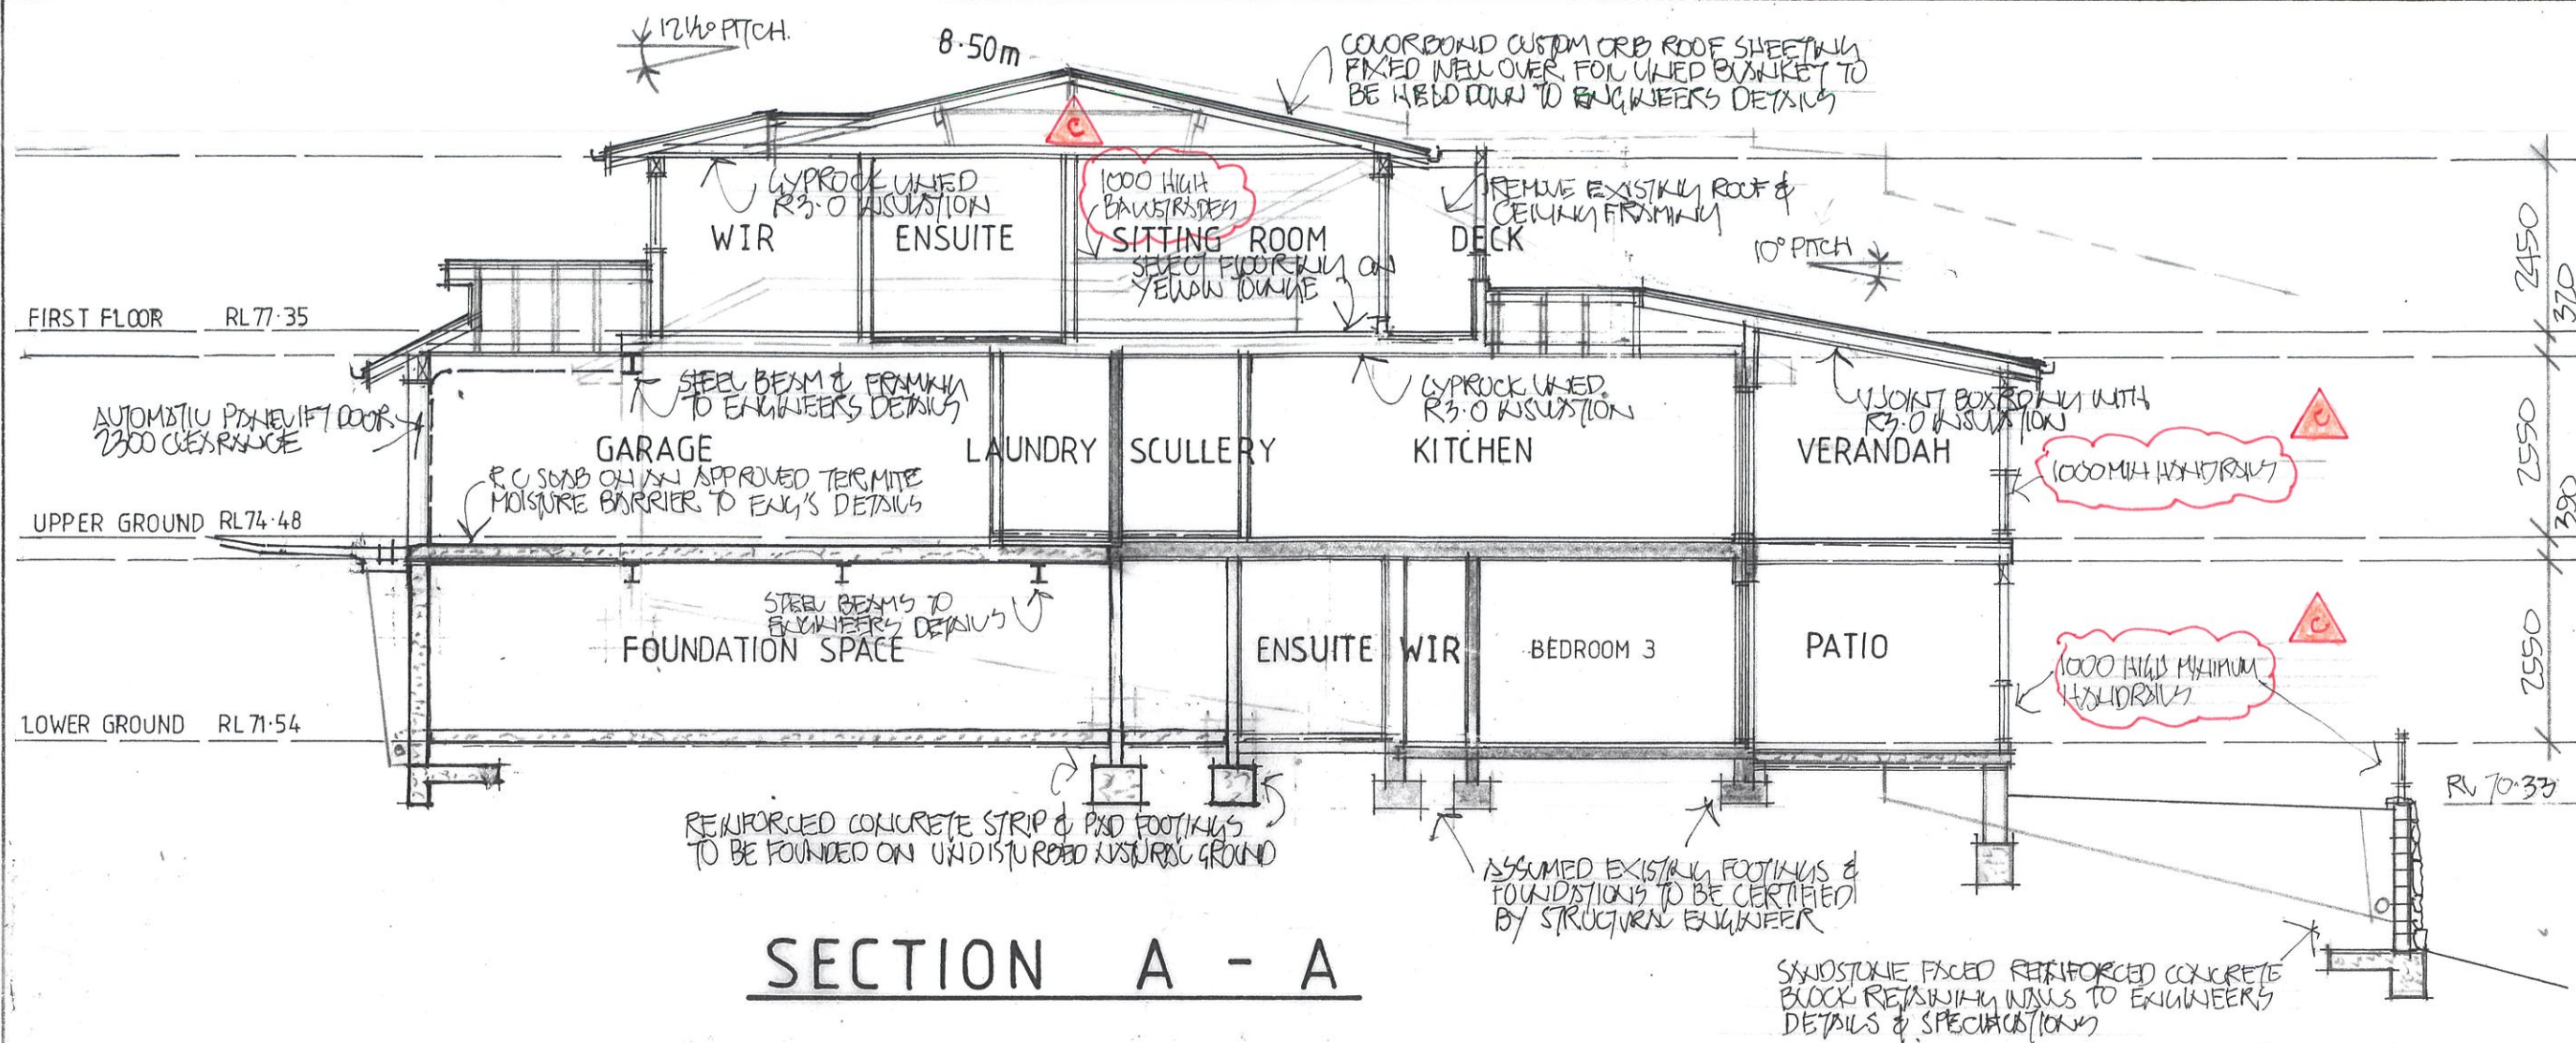 12½° PITCH.
8.50m
COLORBOND CUSTOM ORB ROOF SHEETING
FIXED WELL OVER FOIL LINED BLANKET TO
BE HELD DOWN TO ENGINEERS DETAILS
C
GYPROCK LINED
R3.0 INSULATION
1000 HIGH
BALUSTRADES
REMOVE EXISTING ROOF &
CEILING FRAMING
WIR
ENSUITE
SITTING ROOM
DECK
SELECT FLOORING ON
YELLOW TONGUE
10° PITCH
2450
370
FIRST FLOOR RL77.35
STEEL BEAM & FRAMING
TO ENGINEERS DETAILS
GYPROCK LINED.
R3.0 INSULATION
V JOINT BOARDING WITH
R3.0 INSULATION
AUTOMATIC PANELIFT DOOR
2300 CLEARANCE
C
GARAGE
LAUNDRY
SCULLERY
KITCHEN
VERANDAH
1000 MIN HANDRAILS
2550
390
RC SLAB ON AN APPROVED TERMITE
MOISTURE BARRIER TO ENG'S DETAILS
UPPER GROUND RL74.48
STEEL BEAMS TO
ENGINEERS DETAILS
C
FOUNDATION SPACE
ENSUITE
WIR
BEDROOM 3
PATIO
1000 HIGH MINIMUM
HANDRAILS
2550
LOWER GROUND RL71.54
RL 70.33
REINFORCED CONCRETE STRIP & PAD FOOTINGS
TO BE FOUNDED ON UNDISTURBED NATURAL GROUND
ASSUMED EXISTING FOOTINGS &
FOUNDATIONS TO BE CERTIFIED
BY STRUCTURAL ENGINEER
SECTION A - A
SANDSTONE FACED REINFORCED CONCRETE
BLOCK RETAINING WALLS TO ENGINEERS
DETAILS & SPECIFICATIONS